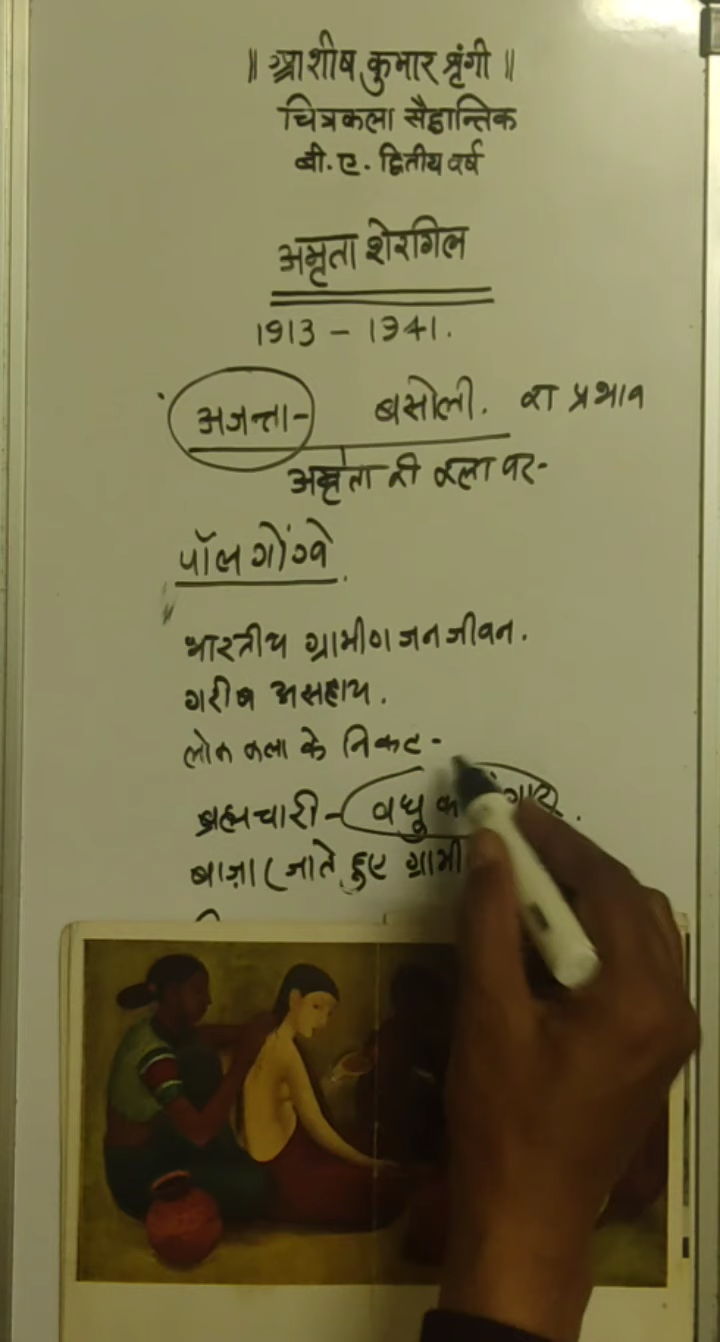 ॥ आशीष कुमार श्रृंगी ॥
चित्रकला सैद्धान्तिक
बी. ए. द्वितीय वर्ष
अमृता शेरगिल
1913 - 1941.
अजन्ता- बसोली. का प्रभाव
अमृता की कला पर-
पॉल गोंग्वे
भारतीय ग्रामीण जन जीवन.
गरीब असहाय.
लोक कला के निकट -
ब्रह्मचारी- वधु
बाज़ार जाते हुए